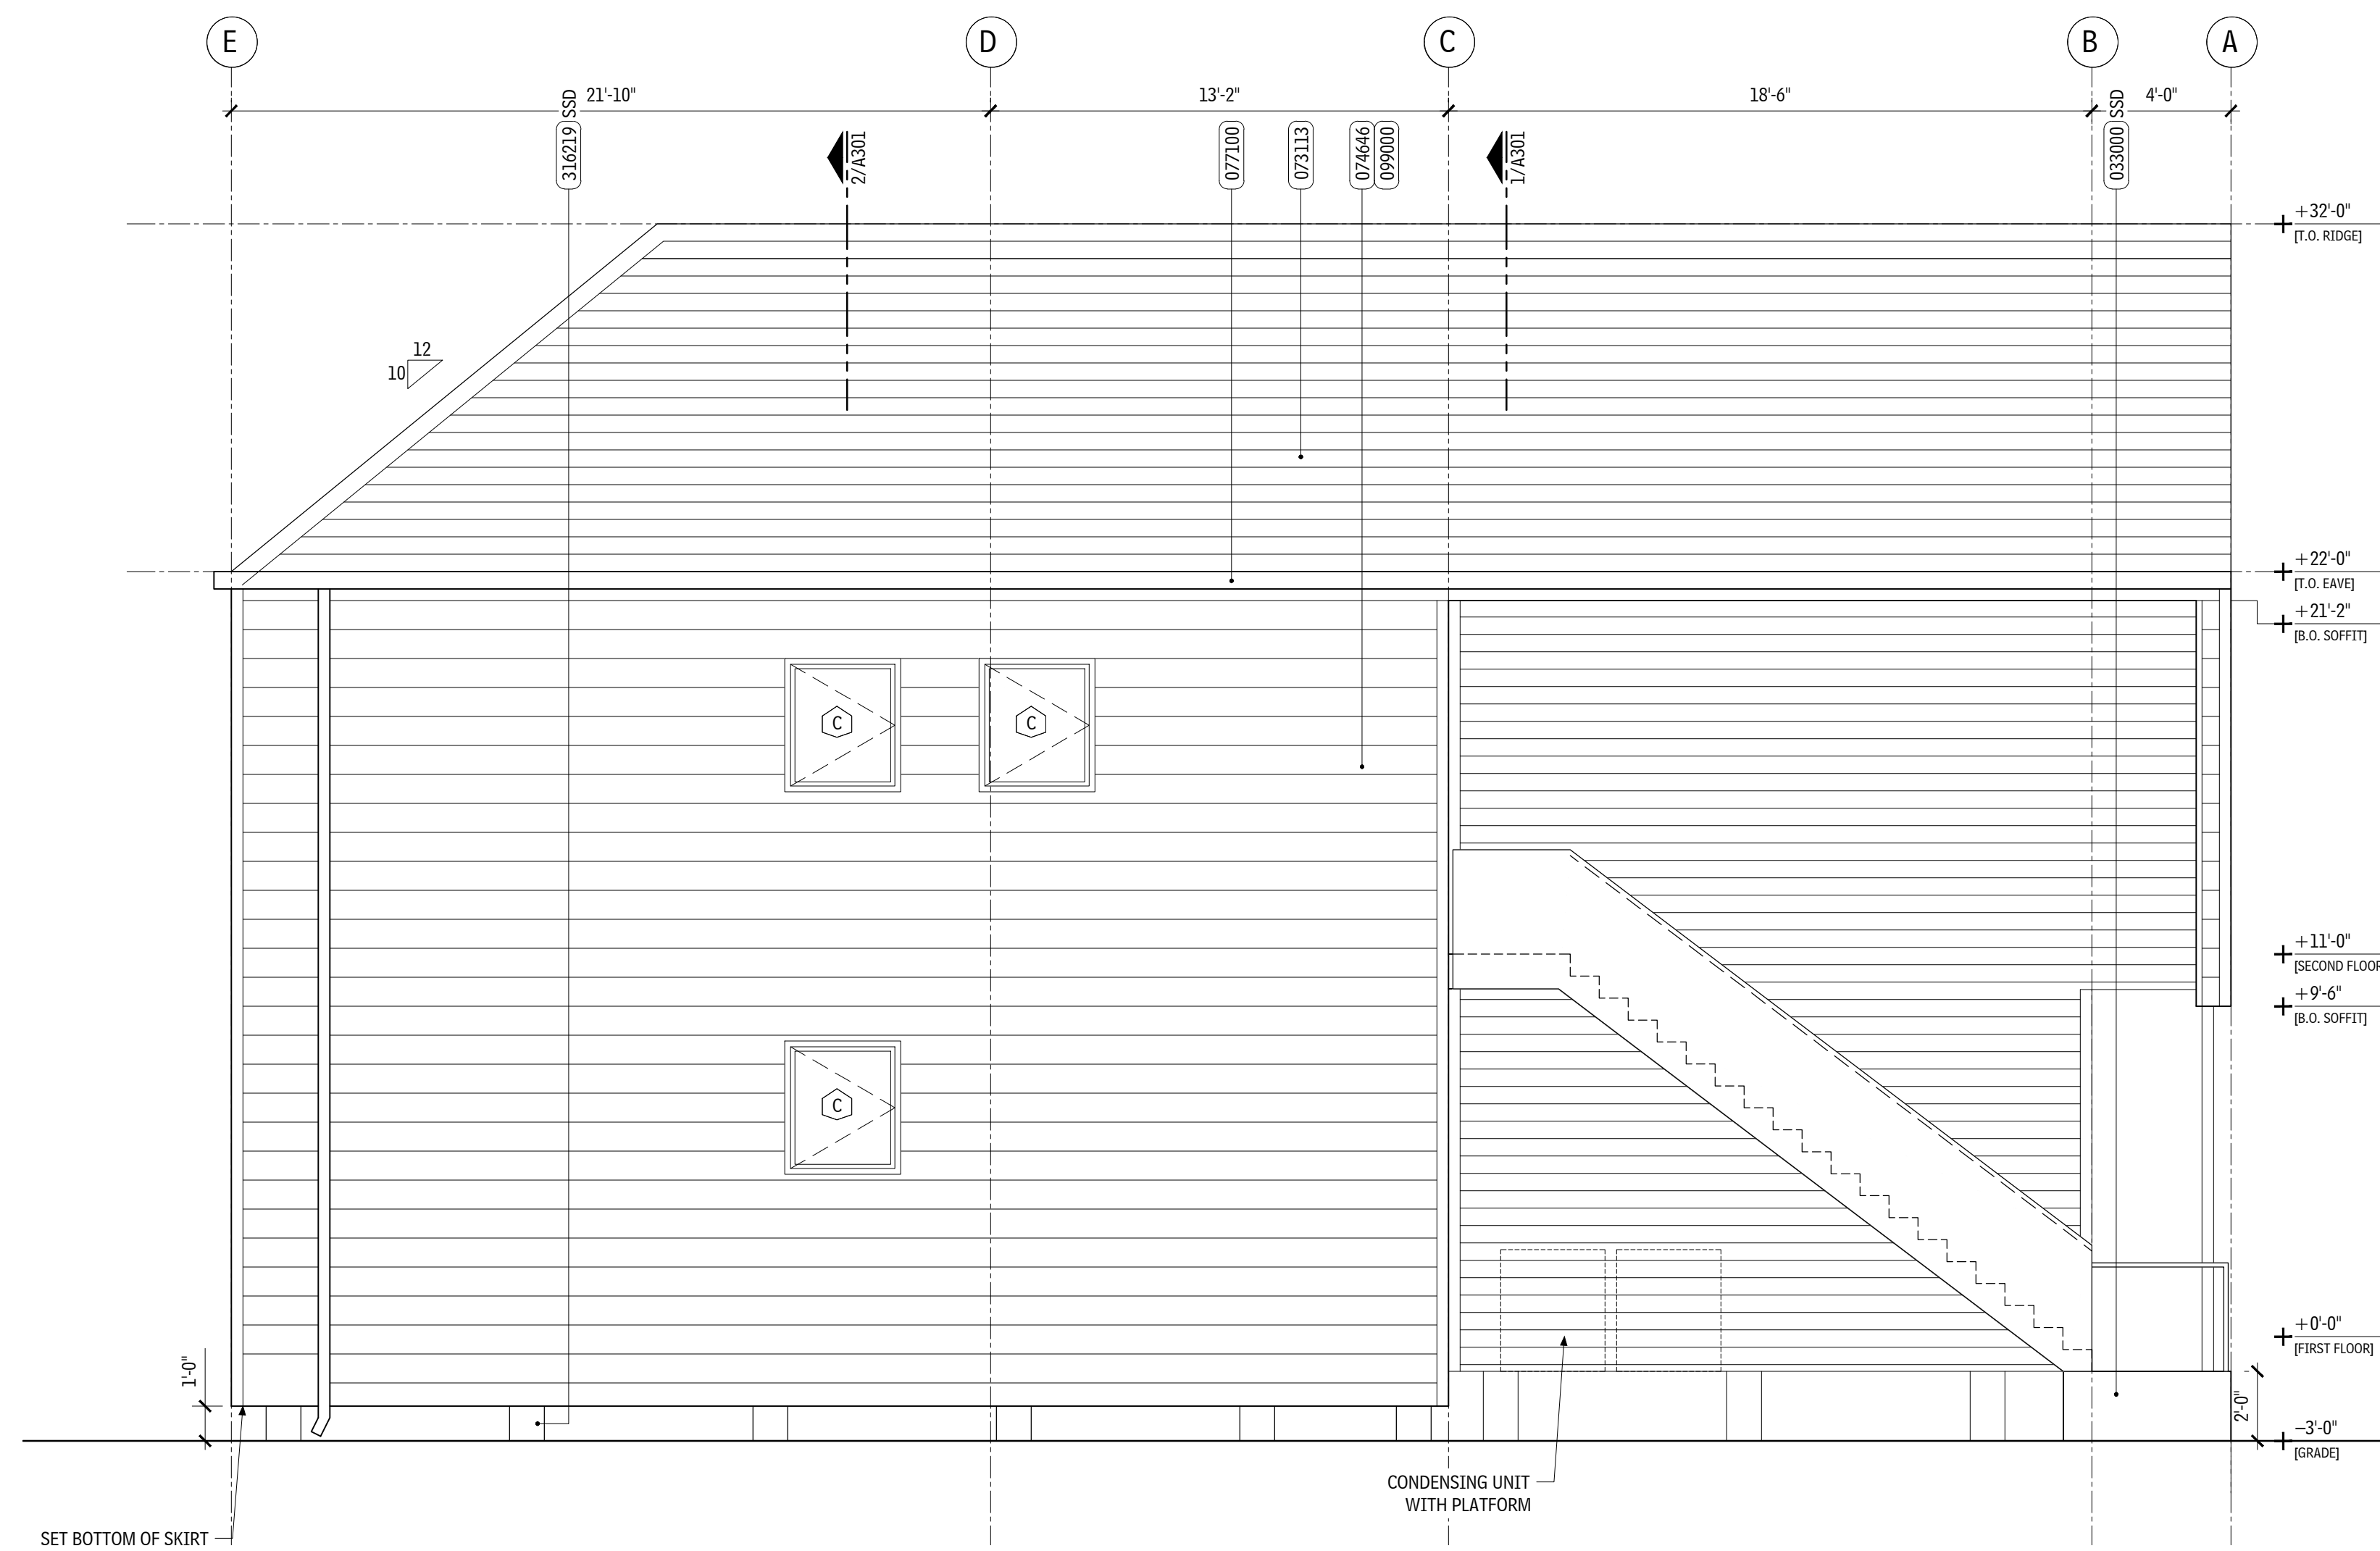 E D C B A
21'-10" 13'-2" 18'-6" 4'-0"
316219 SSD
2/A301
077100
073113
074646
099000
1/A301
033000 SSD
+32'-0"
[T.O. RIDGE]
12
10
+22'-0"
[T.O. EAVE]
+21'-2"
[B.O. SOFFIT]
C C
+11'-0"
[SECOND FLOOR
+9'-6"
[B.O. SOFFIT]
C
+0'-0"
[FIRST FLOOR]
1'-0"
2'-0"
−3'-0"
[GRADE]
CONDENSING UNIT
WITH PLATFORM
SET BOTTOM OF SKIRT